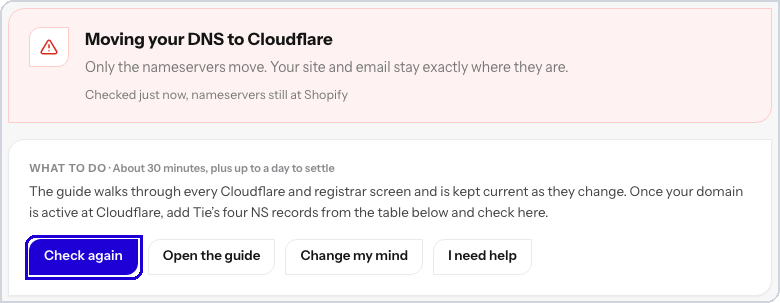 Moving your DNS to Cloudflare
Only the nameservers move. Your site and email stay exactly where they are.
Checked just now, nameservers still at Shopify
WHAT TO DO · About 30 minutes, plus up to a day to settle
The guide walks through every Cloudflare and registrar screen and is kept current as they change. Once your domain
is active at Cloudflare, add Tie's four NS records from the table below and check here.
Check again
Open the guide
Change my mind
I need help